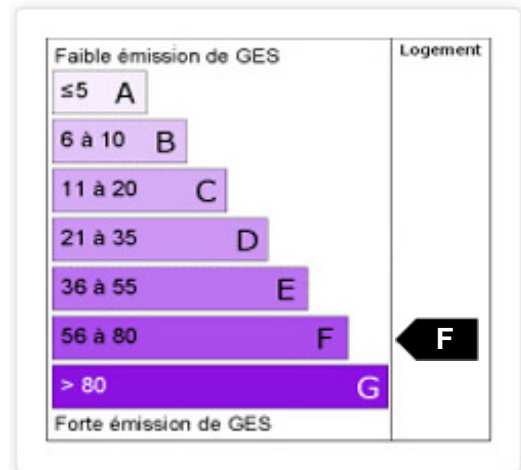 Faible émission de GES
Logement
≤5 A
6 à 10 B
11 à 20 C
21 à 35 D
36 à 55 E
56 à 80 F
F
> 80 G
Forte émission de GES